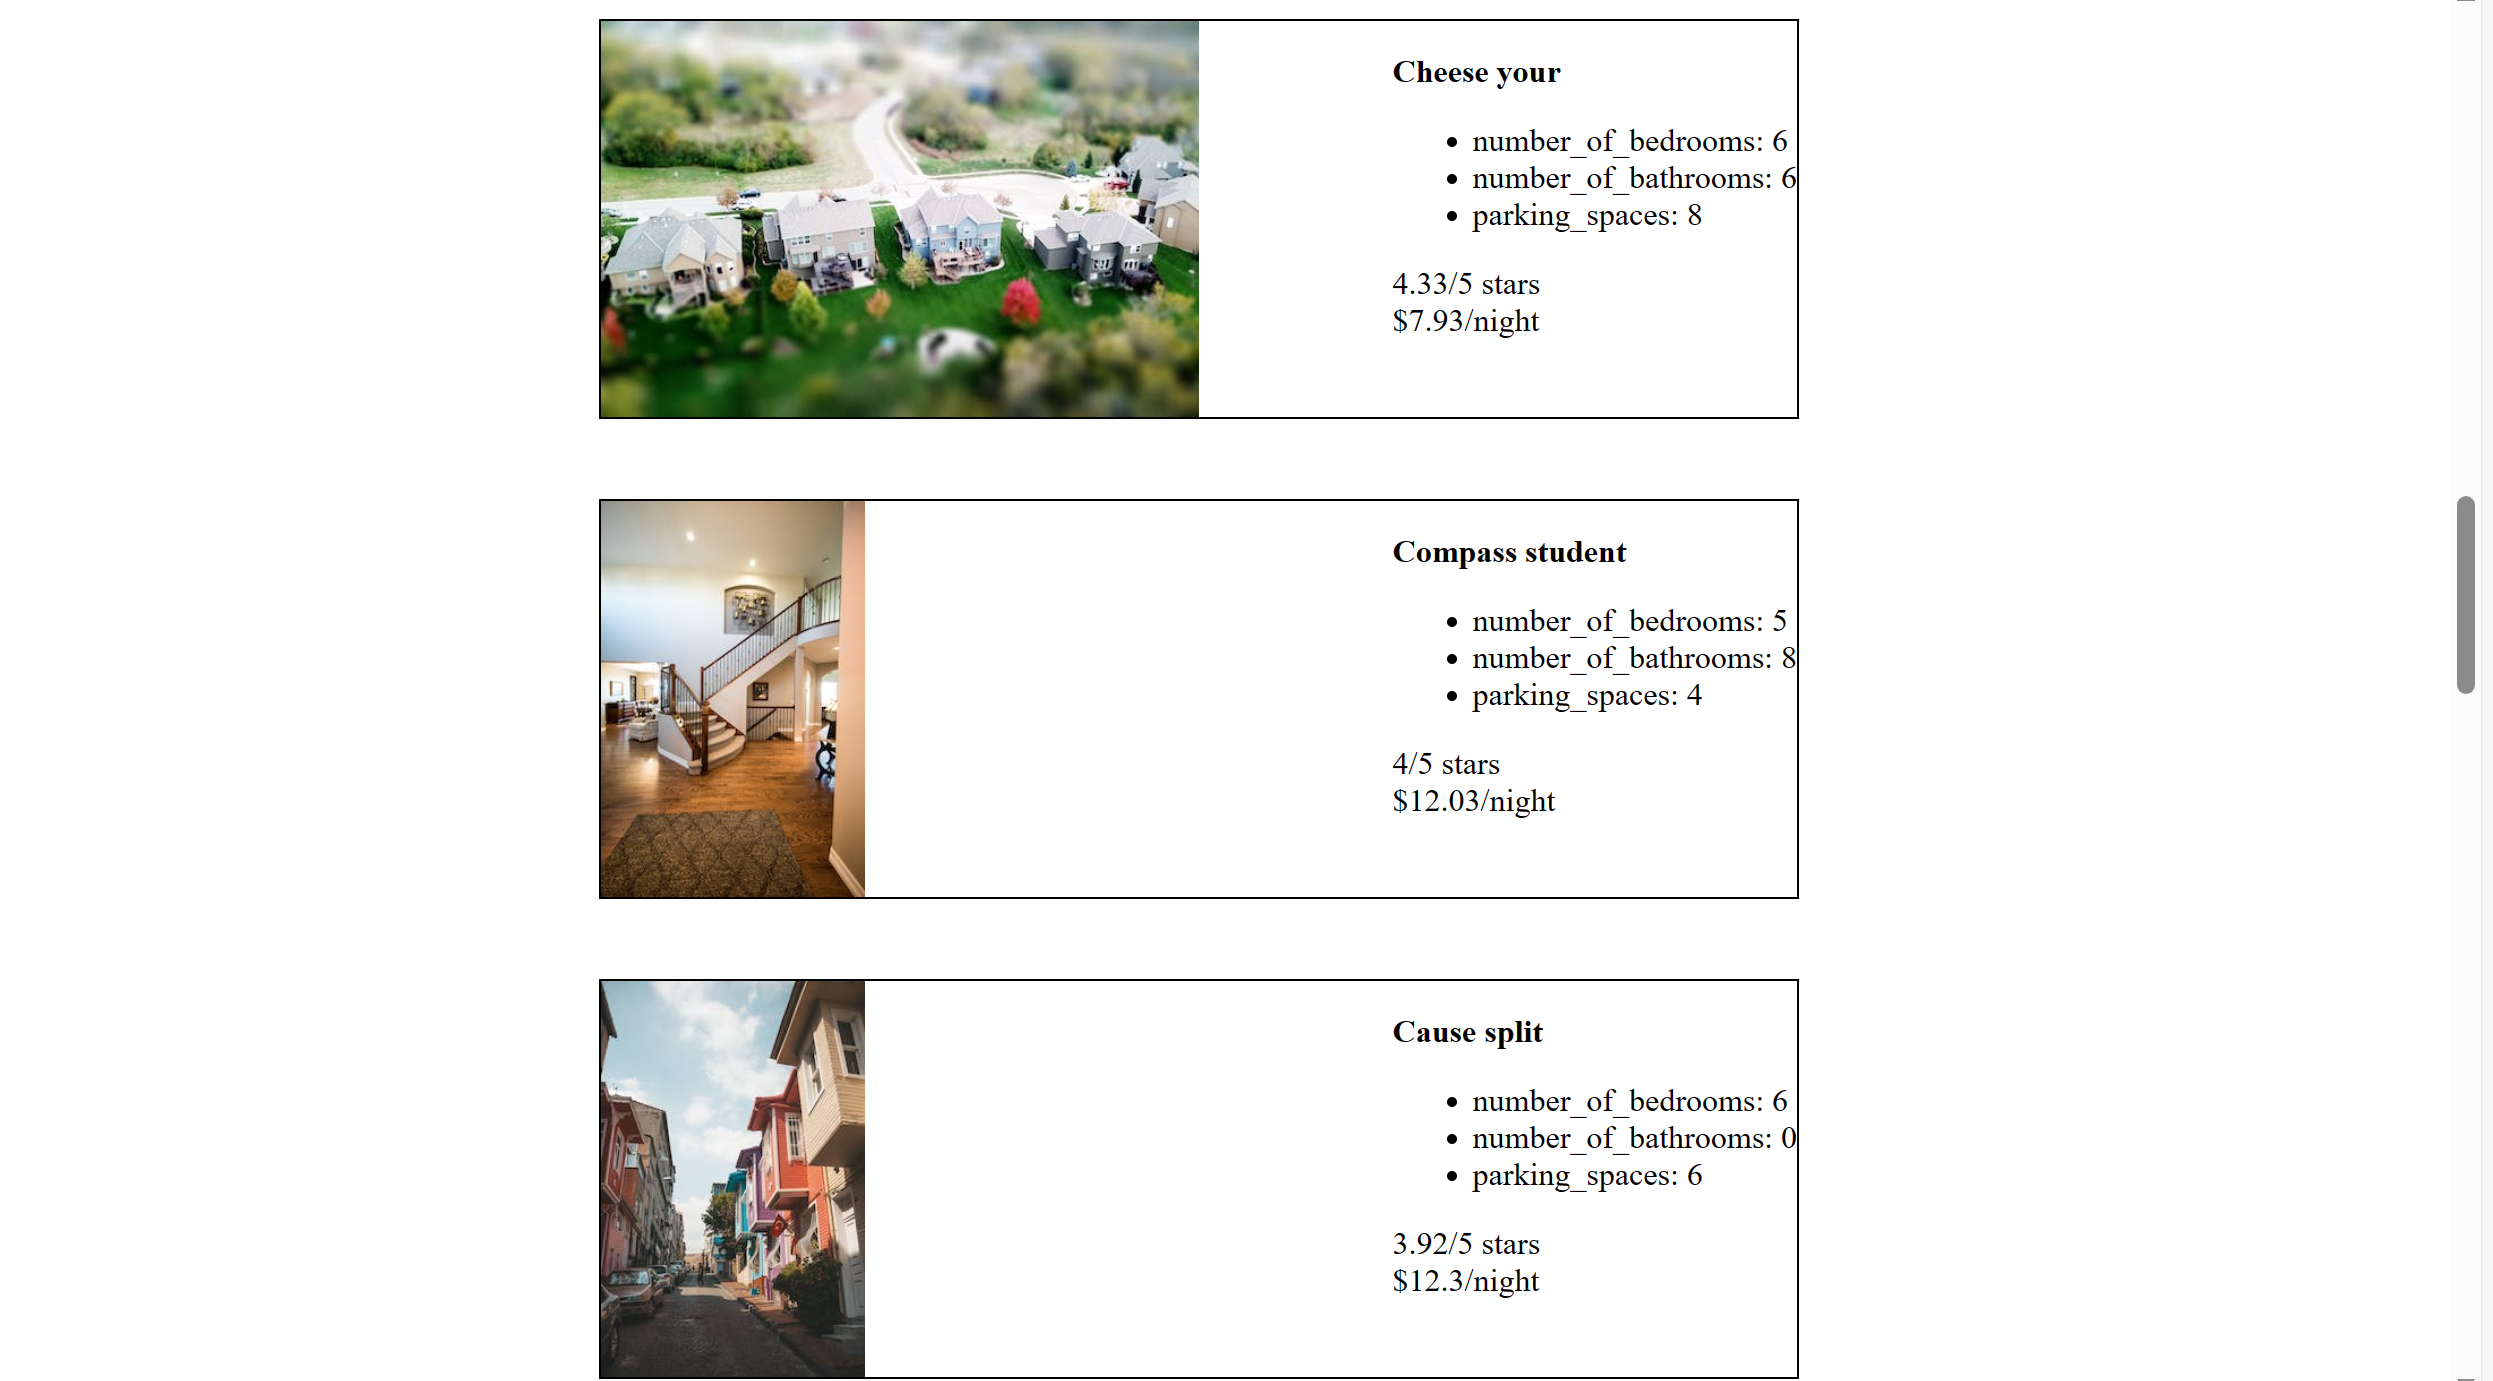 Cheese your
number_of_bedrooms: 6
number_of_bathrooms: 6
parking_spaces: 8
4.33/5 stars
$7.93/night
Compass student
number_of_bedrooms: 5
number_of_bathrooms: 8
parking_spaces: 4
4/5 stars
$12.03/night
Cause split
number_of_bedrooms: 6
number_of_bathrooms: 0
parking_spaces: 6
3.92/5 stars
$12.3/night